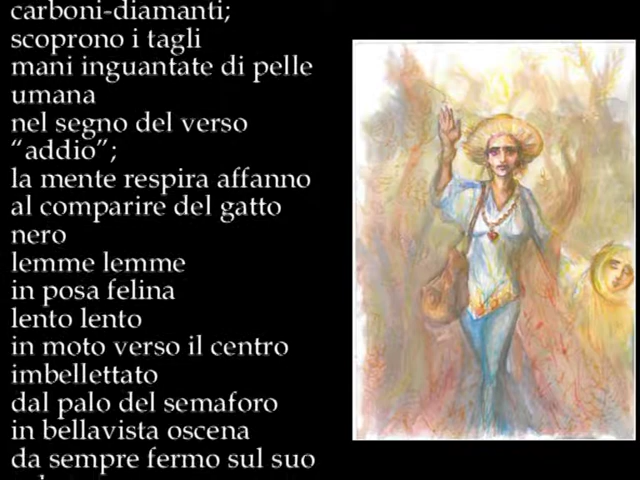 carboni-diamanti;
scoprono i tagli
mani inguantate di pelle
umana
nel segno del verso
“addio”;
la mente respira affanno
al comparire del gatto
nero
lemme lemme
in posa felina
lento lento
in moto verso il centro
imbellettato
dal palo del semaforo
in bellavista oscena
da sempre fermo sul suo